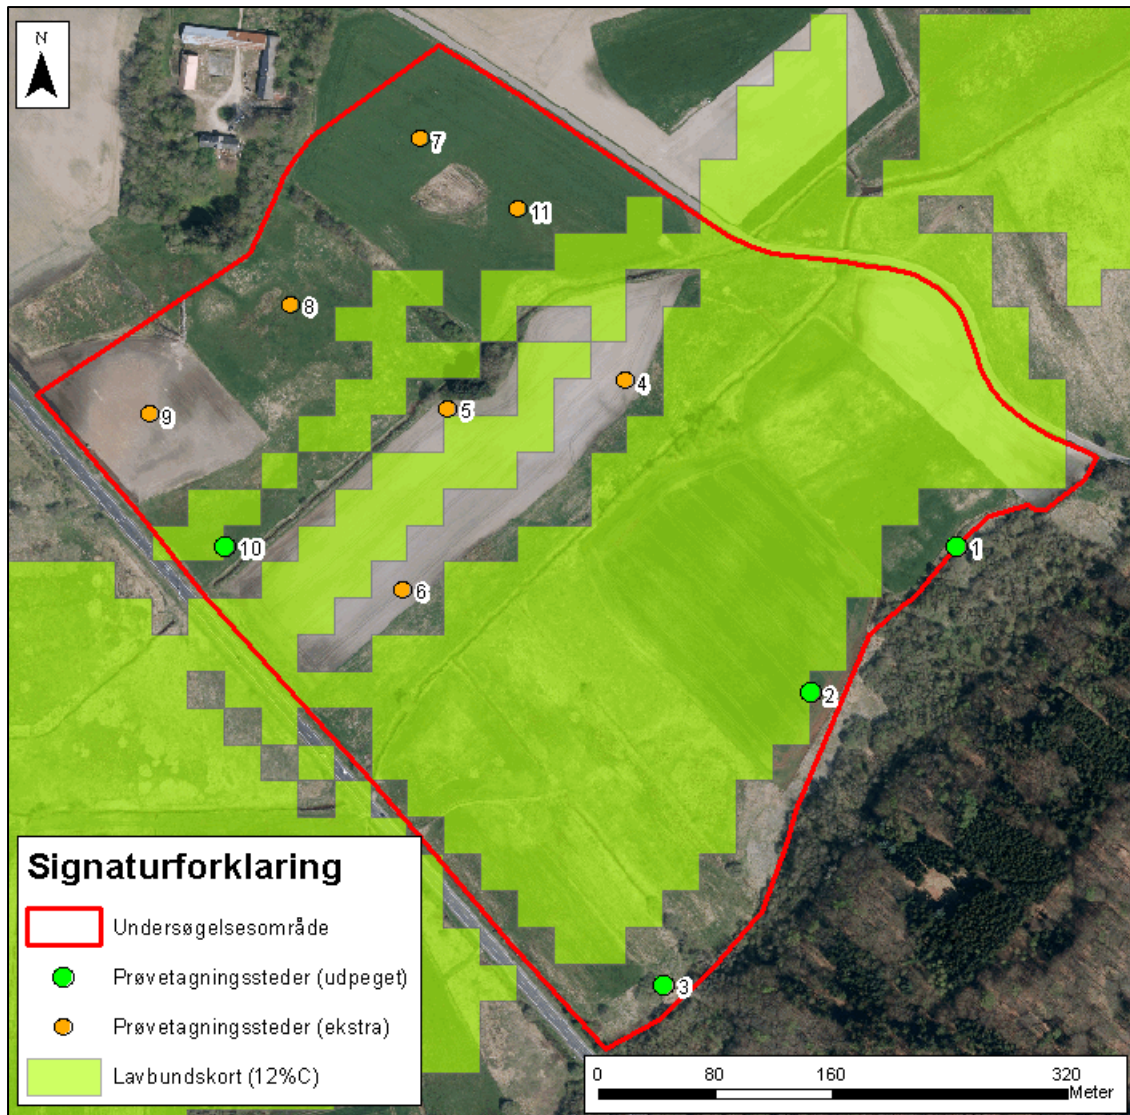 N
7
11
8
4
9
5
10
1
6
2
3
Signaturforklaring
Undersøgelsesområde
Prøvetagningssteder (udpeget)
Prøvetagningssteder (ekstra)
Lavbundskort (12%C)
0 80 160 320
Meter